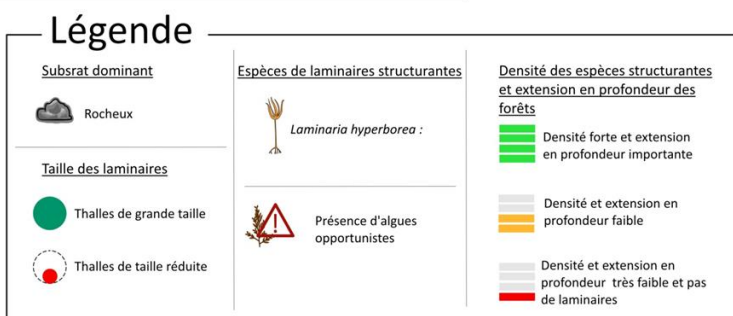 Légende
Subsrat dominant
Rocheux
Taille des laminaires
Thalles de grande taille
Thalles de taille réduite
Espèces de laminaires structurantes
Laminaria hyperborea :
Présence d'algues
opportunistes
Densité des espèces structurantes
et extension en profondeur des
forêts
Densité forte et extension
en profondeur importante
Densité et extension en
profondeur faible
Densité et extension en
profondeur très faible et pas
de laminaires